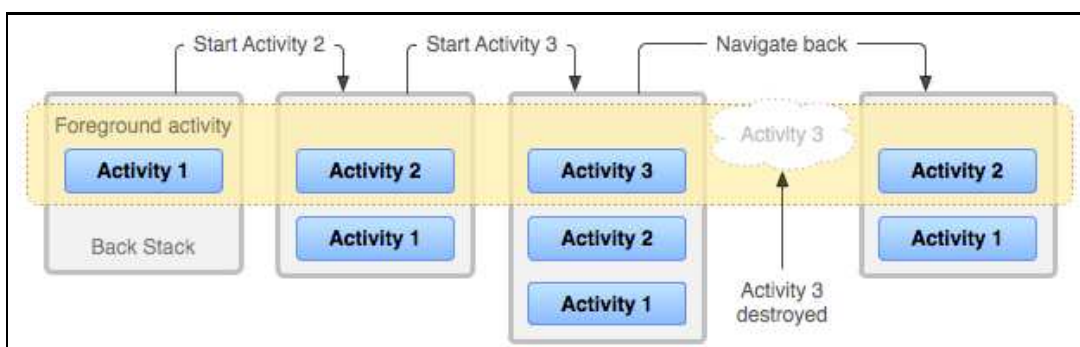 Start Activity 2
Start Activity 3
Navigate back
Foreground activity
Activity 1
Back Stack
Activity 2
Activity 1
Activity 3
Activity 2
Activity 1
Activity 3
Activity 3
destroyed
Activity 2
Activity 1